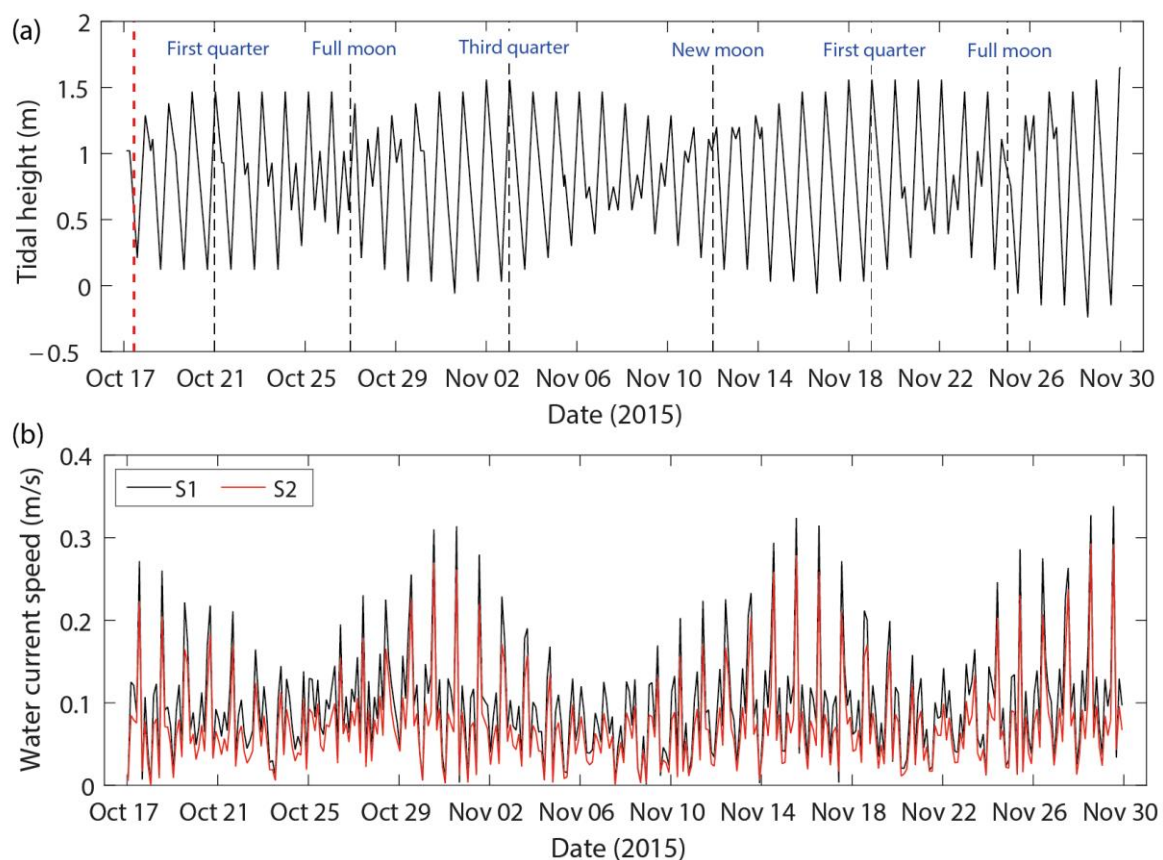 (a)
2
1.5
1
0.5
0
−0.5
Tidal height (m)
First quarter Full moon Third quarter New moon First quarter Full moon
Oct 17 Oct 21 Oct 25 Oct 29 Nov 02 Nov 06 Nov 10 Nov 14 Nov 18 Nov 22 Nov 26 Nov 30
Date (2015)
(b)
0.4
0.3
0.2
0.1
0
Water current speed (m/s)
S1 S2
Oct 17 Oct 21 Oct 25 Oct 29 Nov 02 Nov 06 Nov 10 Nov 14 Nov 18 Nov 22 Nov 26 Nov 30
Date (2015)